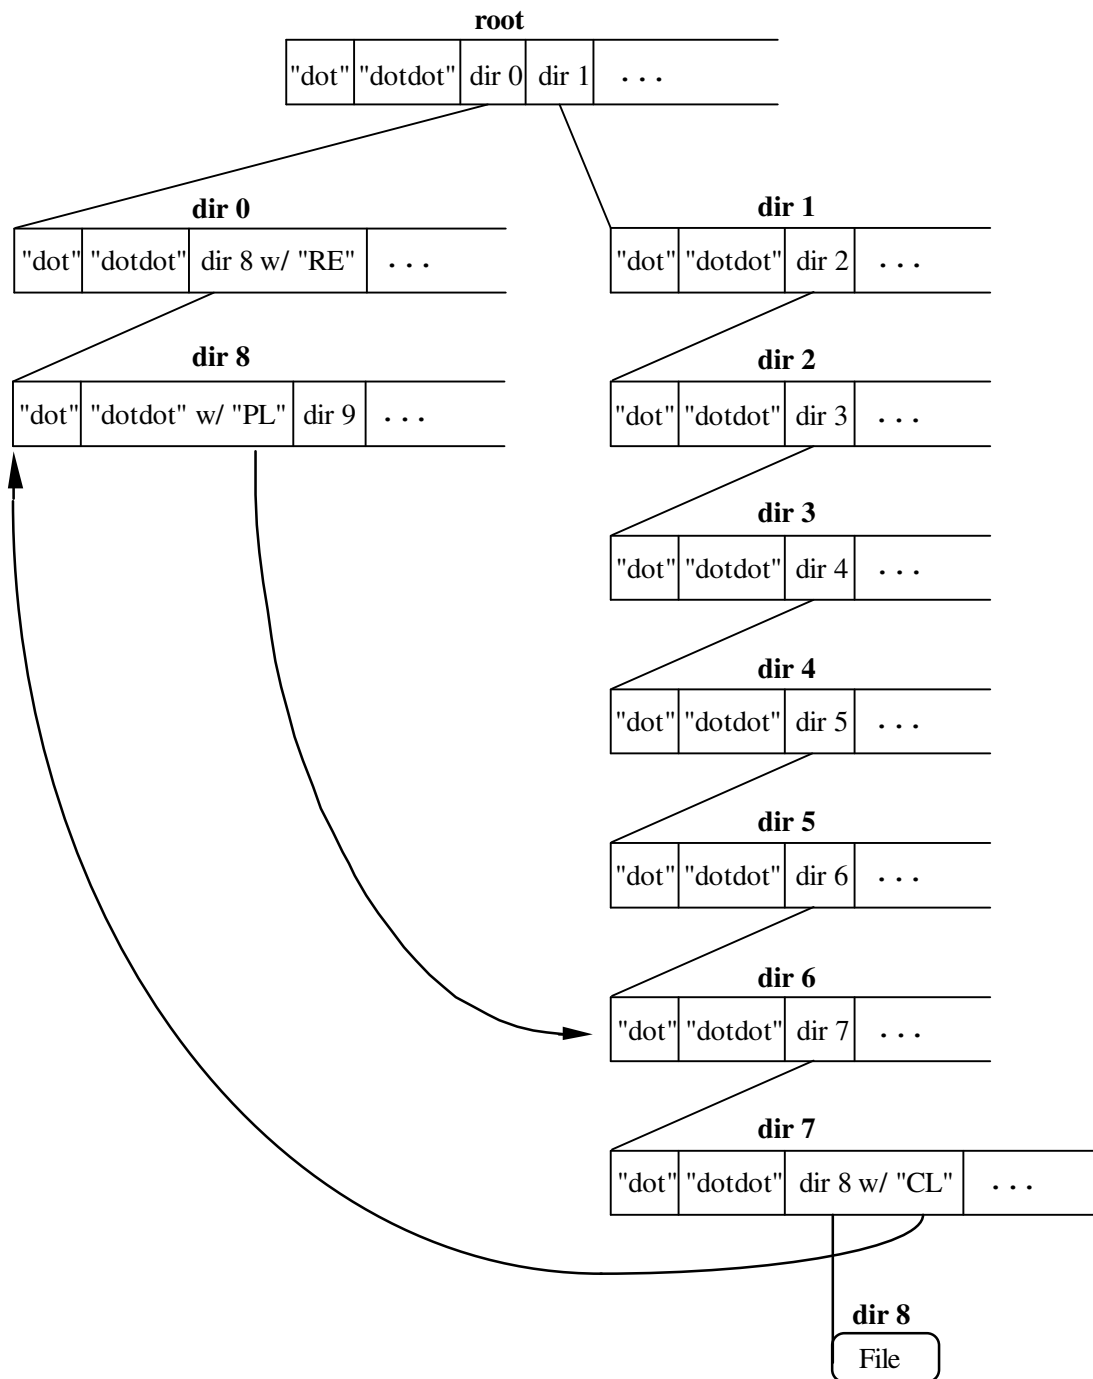 root
"dot" "dotdot" dir 0 dir 1 . . .
dir 0 dir 1
"dot" "dotdot" dir 8 w/ "RE" . . . "dot" "dotdot" dir 2 . . .
dir 8 dir 2
"dot" "dotdot" w/ "PL" dir 9 . . . "dot" "dotdot" dir 3 . . .
dir 3
"dot" "dotdot" dir 4 . . .
dir 4
"dot" "dotdot" dir 5 . . .
dir 5
"dot" "dotdot" dir 6 . . .
dir 6
"dot" "dotdot" dir 7 . . .
dir 7
"dot" "dotdot" dir 8 w/ "CL" . . .
dir 8
File